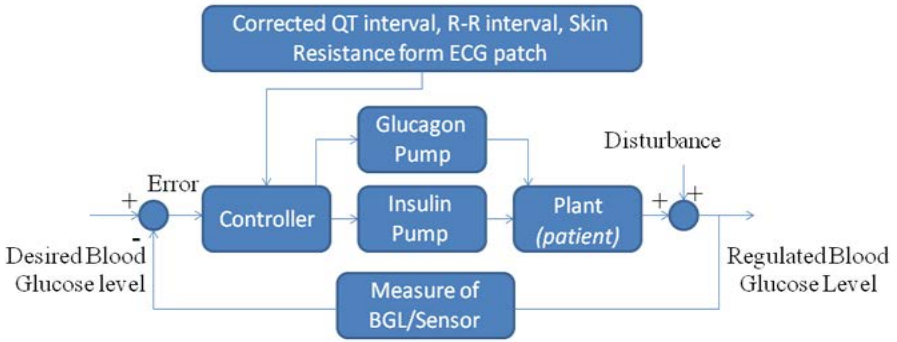 Corrected QT interval, R-R interval, Skin
Resistance form ECG patch
Glucagon
Pump
Disturbance
+
Error
Controller
Insulin
Pump
Plant
(patient)
+
+
-
Desired Blood
Glucose level
Regulated Blood
Glucose Level
Measure of
BGL/Sensor